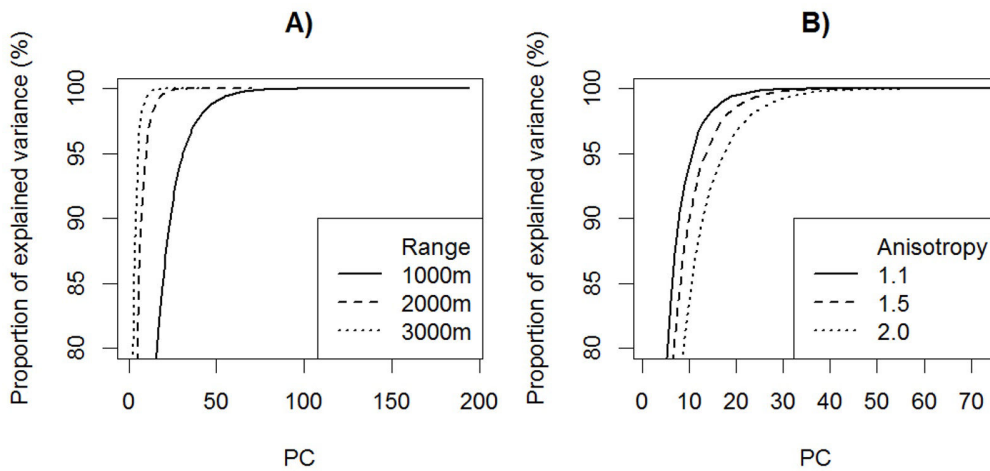 A)
Proportion of explained variance (%)
100
95
90
85
80
Range
1000m
2000m
3000m
0 50 100 150 200
PC
B)
Proportion of explained variance (%)
100
95
90
85
80
Anisotropy
1.1
1.5
2.0
0 10 20 30 40 50 60 70
PC